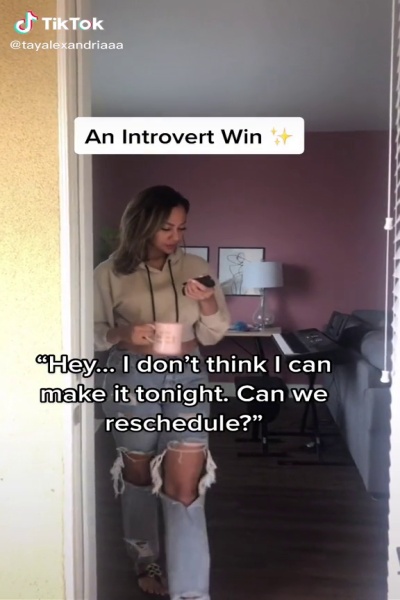 TikTok
@tayalexandriaaa
An Introvert Win ✨
“Hey... I don’t think I can
make it tonight. Can we
reschedule?”